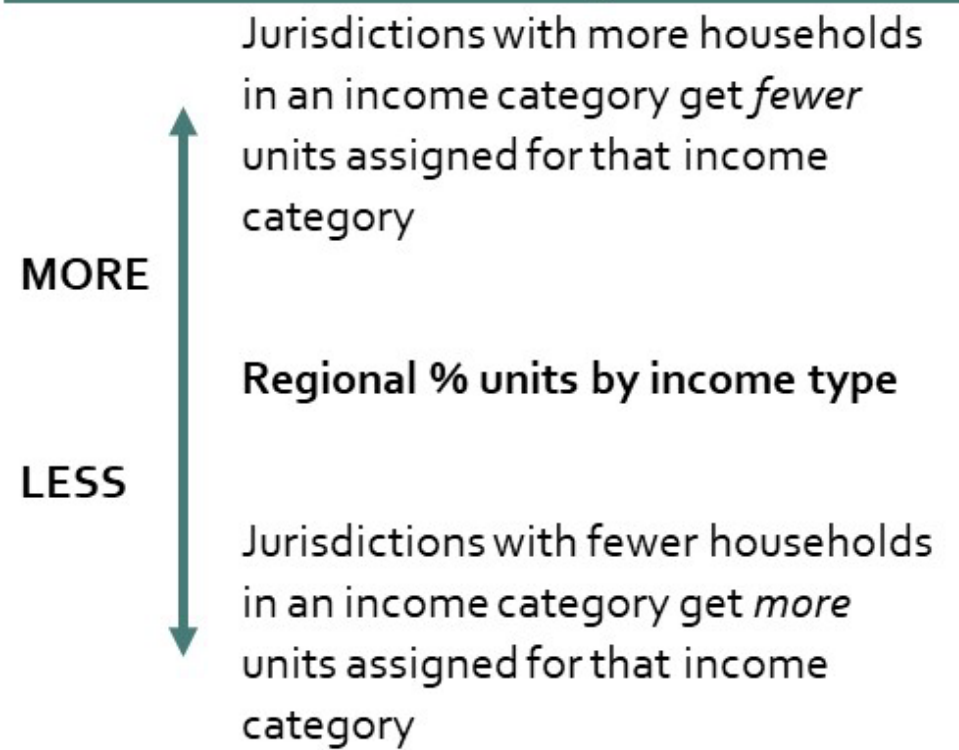 Jurisdictions with more households
in an income category get fewer
units assigned for that income
category
MORE
Regional % units by income type
LESS
Jurisdictions with fewer households
in an income category get more
units assigned for that income
category